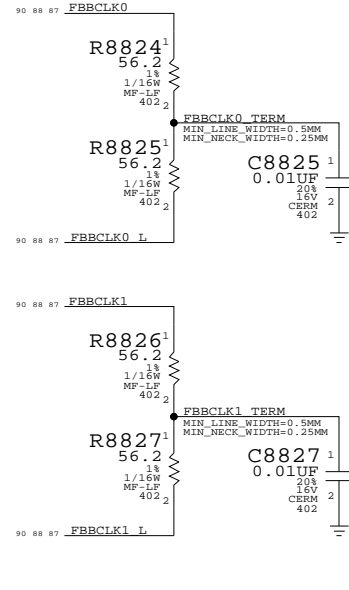 90 88 87 FBBCLK0
R8824 1
56.2
1%
1/16W
MF-LF
402 2
FBBCLK0_TERM
MIN_LINE_WIDTH=0.5MM
MIN_NECK_WIDTH=0.25MM
R8825 1
56.2
1%
1/16W
MF-LF
402 2
C8825 1
0.01UF
20%
16V
CERM 2
402
90 88 87 FBBCLK0_L
90 88 87 FBBCLK1
R8826 1
56.2
1%
1/16W
MF-LF
402 2
FBBCLK1_TERM
MIN_LINE_WIDTH=0.5MM
MIN_NECK_WIDTH=0.25MM
R8827 1
56.2
1%
1/16W
MF-LF
402 2
C8827 1
0.01UF
20%
16V
CERM 2
402
90 88 87 FBBCLK1_L